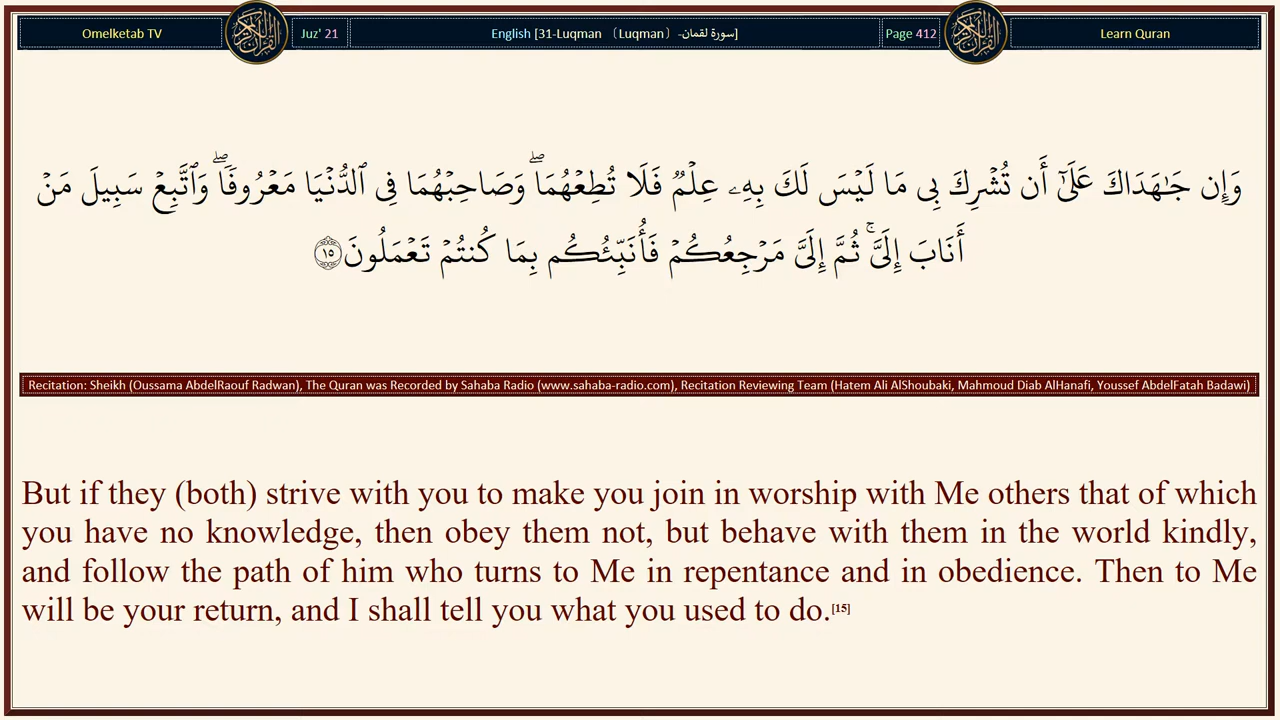 Omelketab TV
Juz' 21
English [31-Luqman (Luqman) -سورة لقمان]
Page 412
Learn Quran
وَإِن جَٰهَدَاكَ عَلَىٰٓ أَن تُشۡرِكَ بِي مَا لَيۡسَ لَكَ بِهِۦ عِلۡمٞ فَلَا تُطِعۡهُمَاۖ وَصَاحِبۡهُمَا فِي ٱلدُّنۡيَا مَعۡرُوفٗاۖ وَٱتَّبِعۡ سَبِيلَ مَنۡ
أَنَابَ إِلَيَّۚ ثُمَّ إِلَيَّ مَرۡجِعُكُمۡ فَأُنَبِّئُكُم بِمَا كُنتُمۡ تَعۡمَلُونَ ١٥
Recitation: Sheikh (Oussama AbdelRaouf Radwan), The Quran was Recorded by Sahaba Radio (www.sahaba-radio.com), Recitation Reviewing Team (Hatem Ali AlShoubaki, Mahmoud Diab AlHanafi, Youssef AbdelFatah Badawi)
But if they (both) strive with you to make you join in worship with Me others that of which
you have no knowledge, then obey them not, but behave with them in the world kindly,
and follow the path of him who turns to Me in repentance and in obedience. Then to Me
will be your return, and I shall tell you what you used to do.[15]